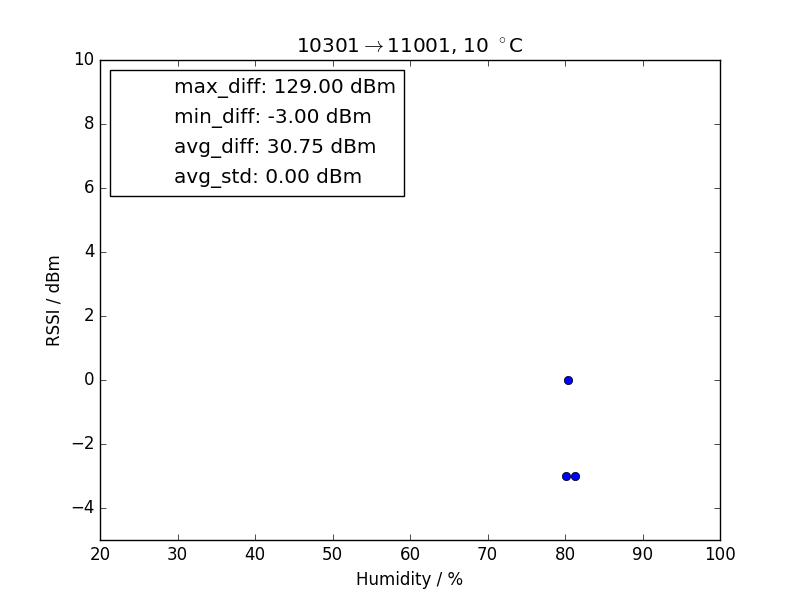 10301→11001, 10 °C
max_diff: 129.00 dBm
min_diff: -3.00 dBm
avg_diff: 30.75 dBm
avg_std: 0.00 dBm
RSSI / dBm
10
8
6
4
2
0
−2
−4
20 30 40 50 60 70 80 90 100
Humidity / %